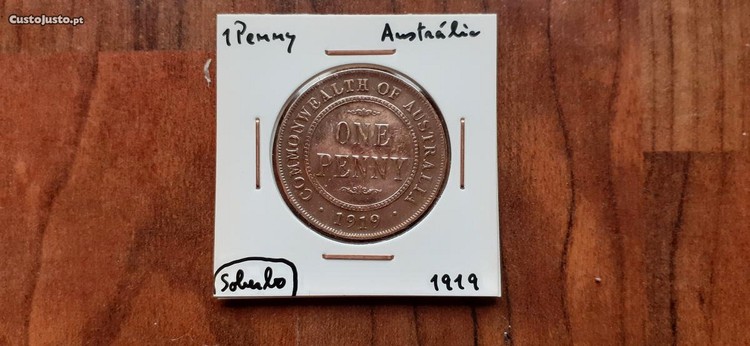 CustoJusto.pt
1 Penny Austrália
COMMONWEALTH OF AUSTRALIA
ONE
PENNY
· 1919 ·
Soberbo 1919